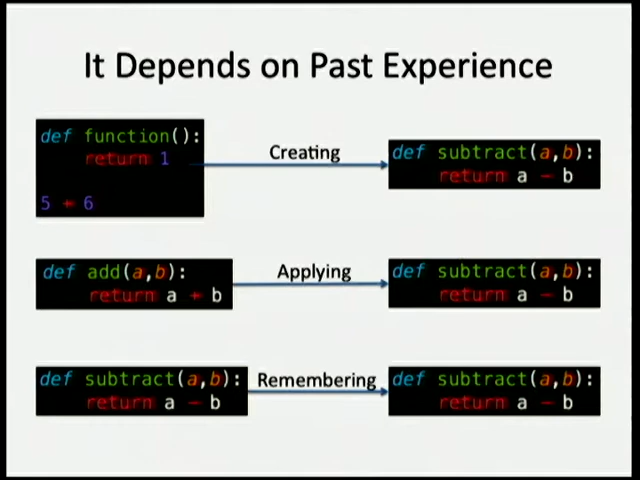 It Depends on Past Experience
def function():
return 1
5 + 6
Creating
def subtract(a,b):
return a - b
def add(a,b):
return a + b
Applying
def subtract(a,b):
return a - b
def subtract(a,b):
return a - b
Remembering
def subtract(a,b):
return a - b